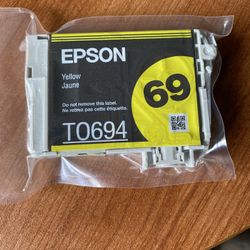 EPSON
Yellow
Jaune
69
Do not remove this label.
Ne retirez pas cette étiquette.
T0694